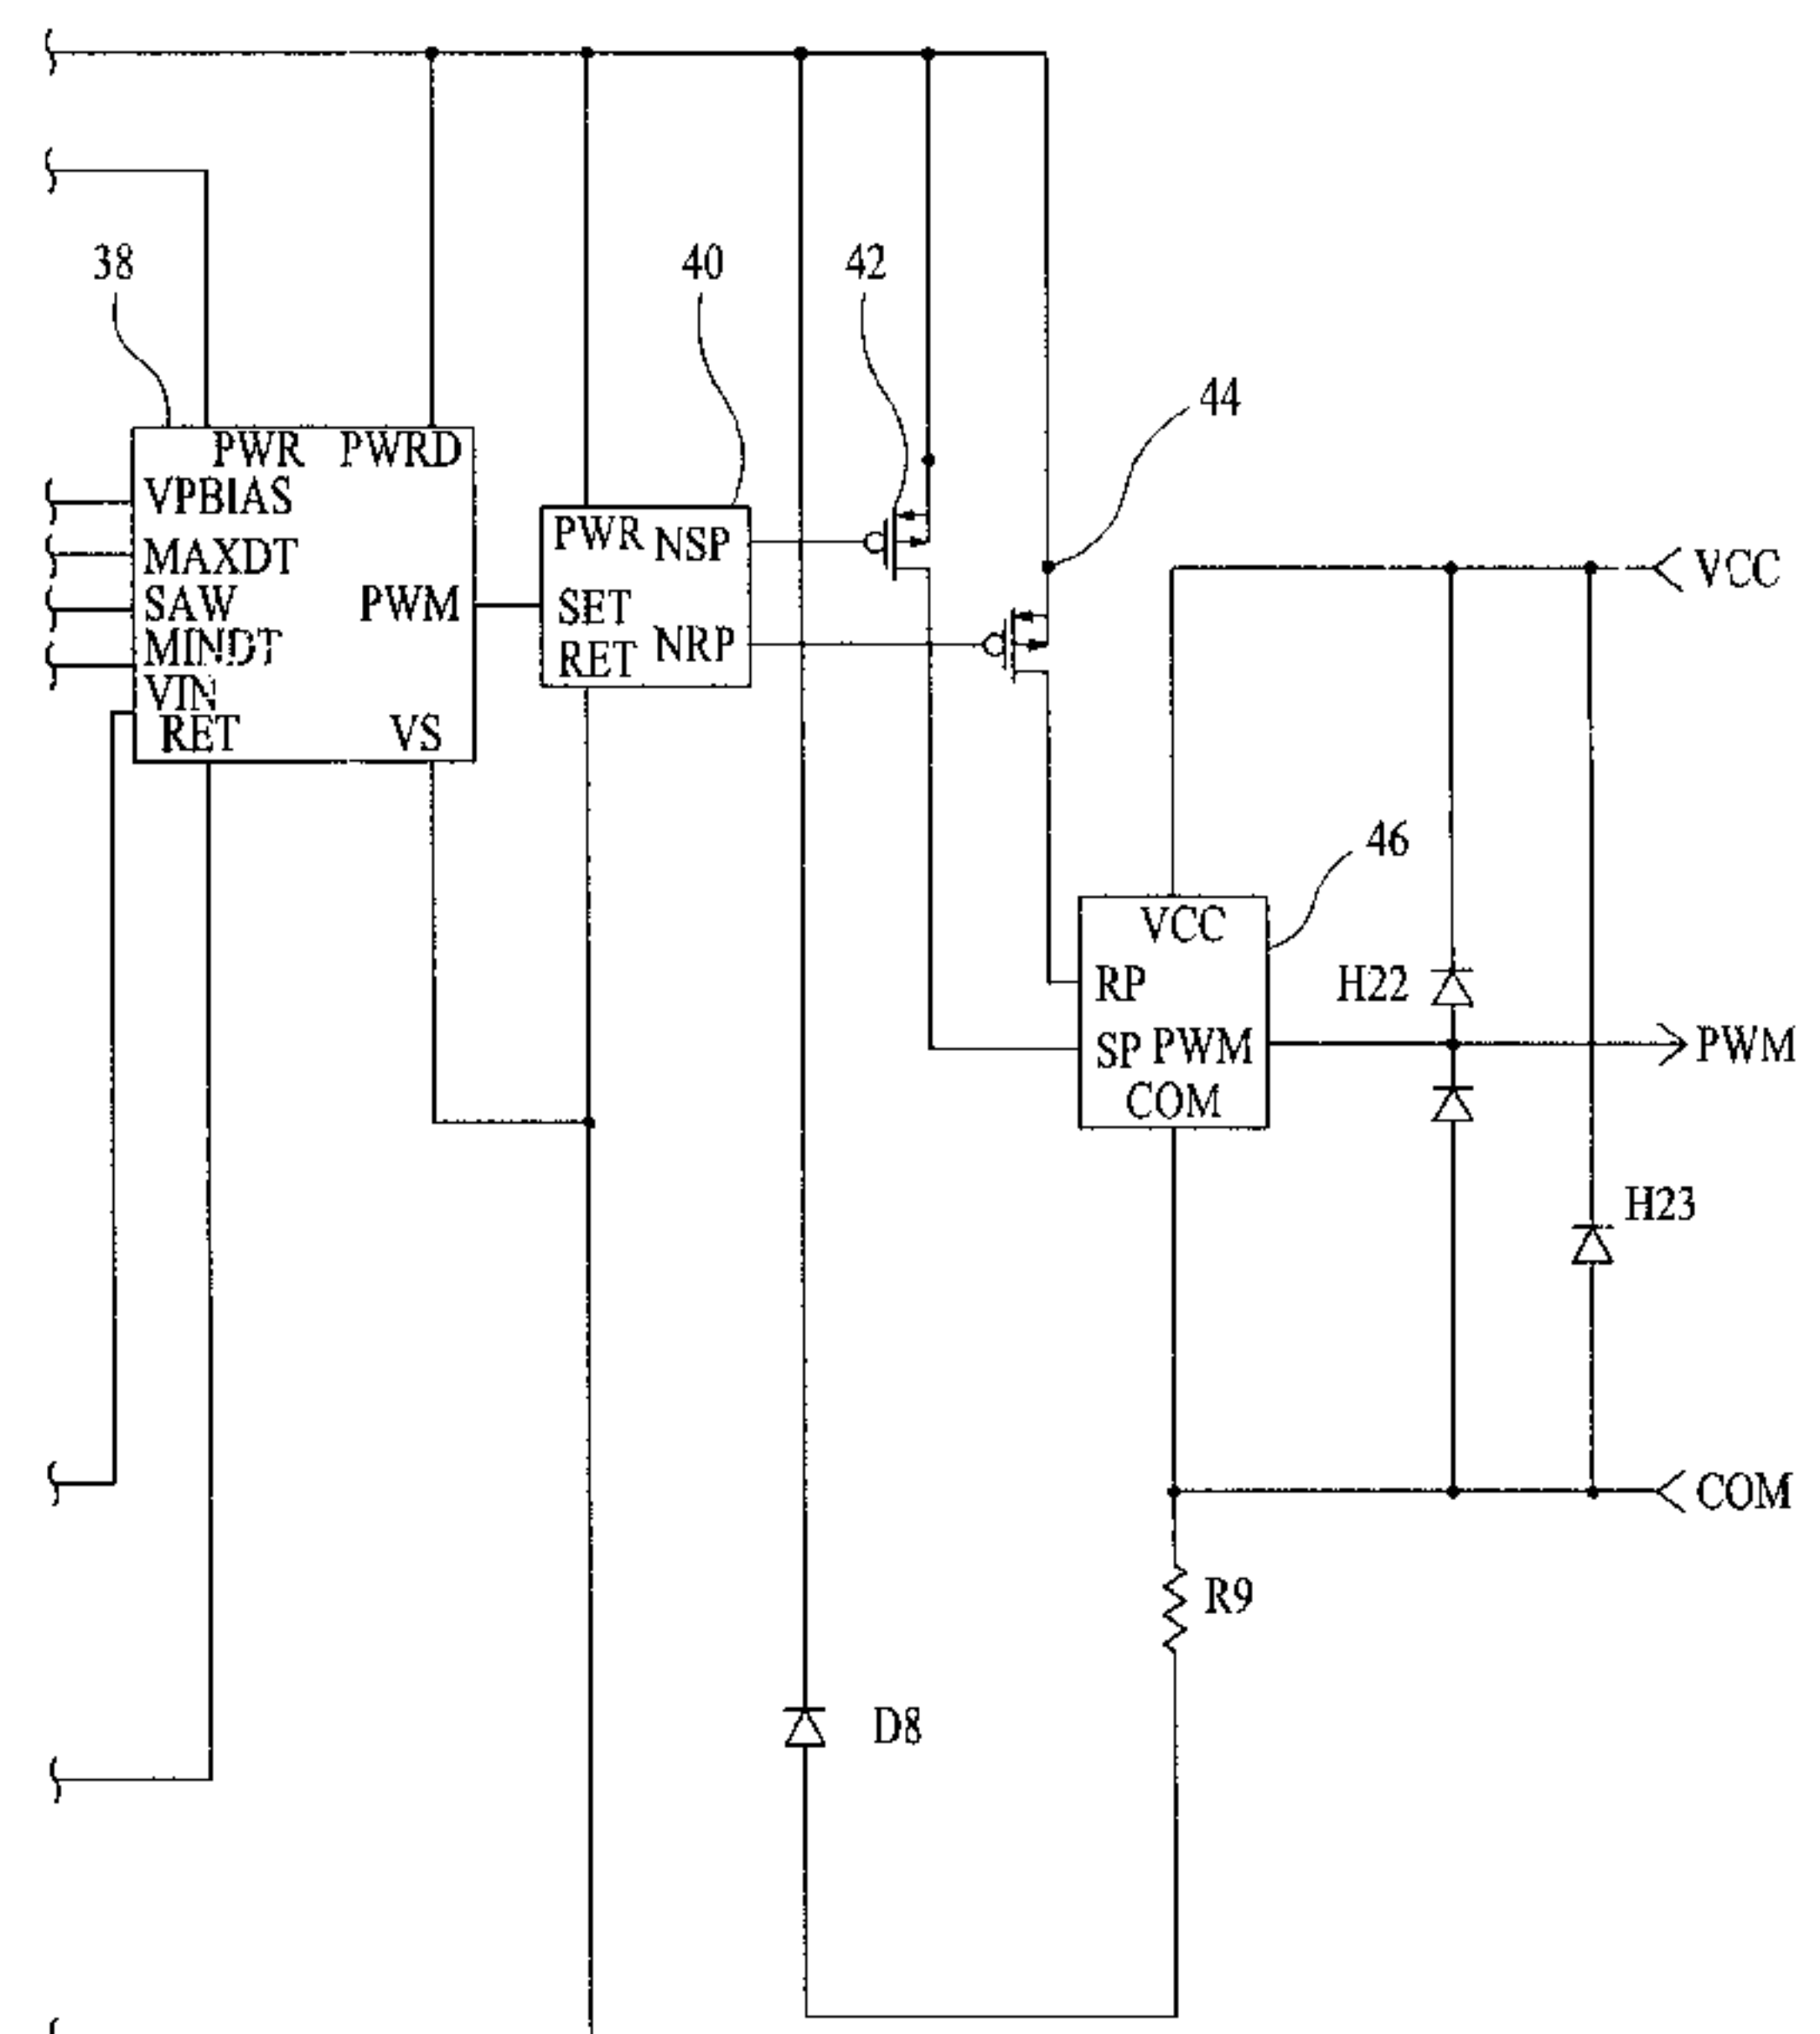 38
40
42
44
PWR PWRD
VPBIAS
MAXDT
SAW PWM
MINDT
VIN
RET VS
PWR NSP
SET
RET NRP
VCC
46
VCC
RP
SP PWM
COM
H22
PWM
H23
COM
R9
D8